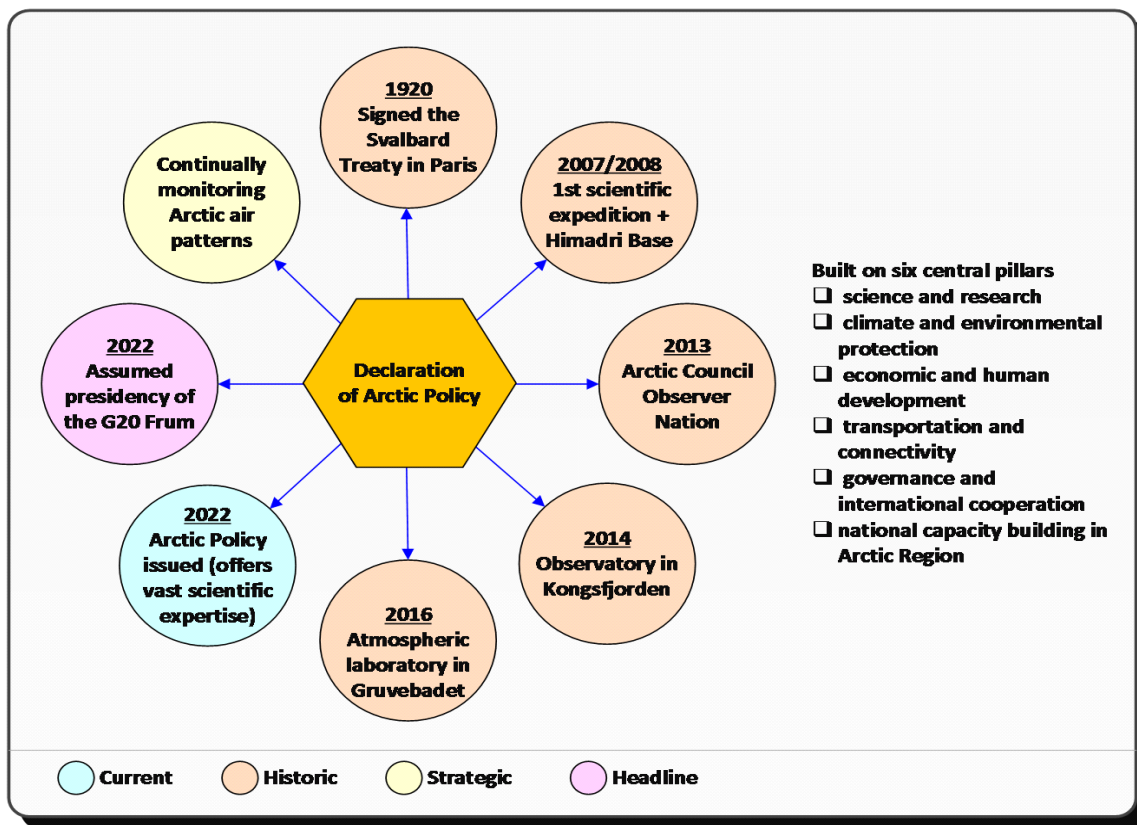 1920
Signed the
Svalbard
Treaty in Paris
2007/2008
1st scientific
expedition +
Himadri Base
2013
Arctic Council
Observer
Nation
2014
Observatory in
Kongsfjorden
2016
Atmospheric
laboratory in
Gruvebadet
2022
Arctic Policy
issued (offers
vast scientific
expertise)
2022
Assumed
presidency of
the G20 Frum
Continually
monitoring
Arctic air
patterns
Declaration
of Arctic Policy
Built on six central pillars
❑ science and research
❑ climate and environmental
protection
❑ economic and human
development
❑ transportation and
connectivity
❑ governance and
international cooperation
❑ national capacity building in
Arctic Region
Current
Historic
Strategic
Headline